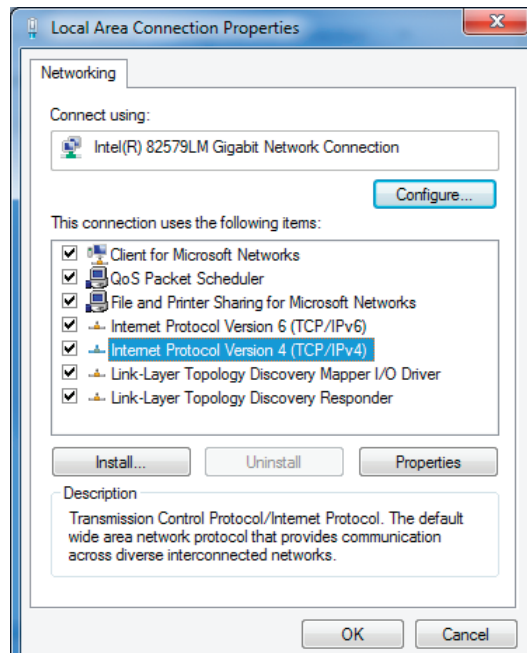 Local Area Connection Properties
Networking
Connect using:
Intel(R) 82579LM Gigabit Network Connection
Configure...
This connection uses the following items:
Client for Microsoft Networks
QoS Packet Scheduler
File and Printer Sharing for Microsoft Networks
Internet Protocol Version 6 (TCP/IPv6)
Internet Protocol Version 4 (TCP/IPv4)
Link-Layer Topology Discovery Mapper I/O Driver
Link-Layer Topology Discovery Responder
Install... Uninstall Properties
Description
Transmission Control Protocol/Internet Protocol. The default
wide area network protocol that provides communication
across diverse interconnected networks.
OK Cancel